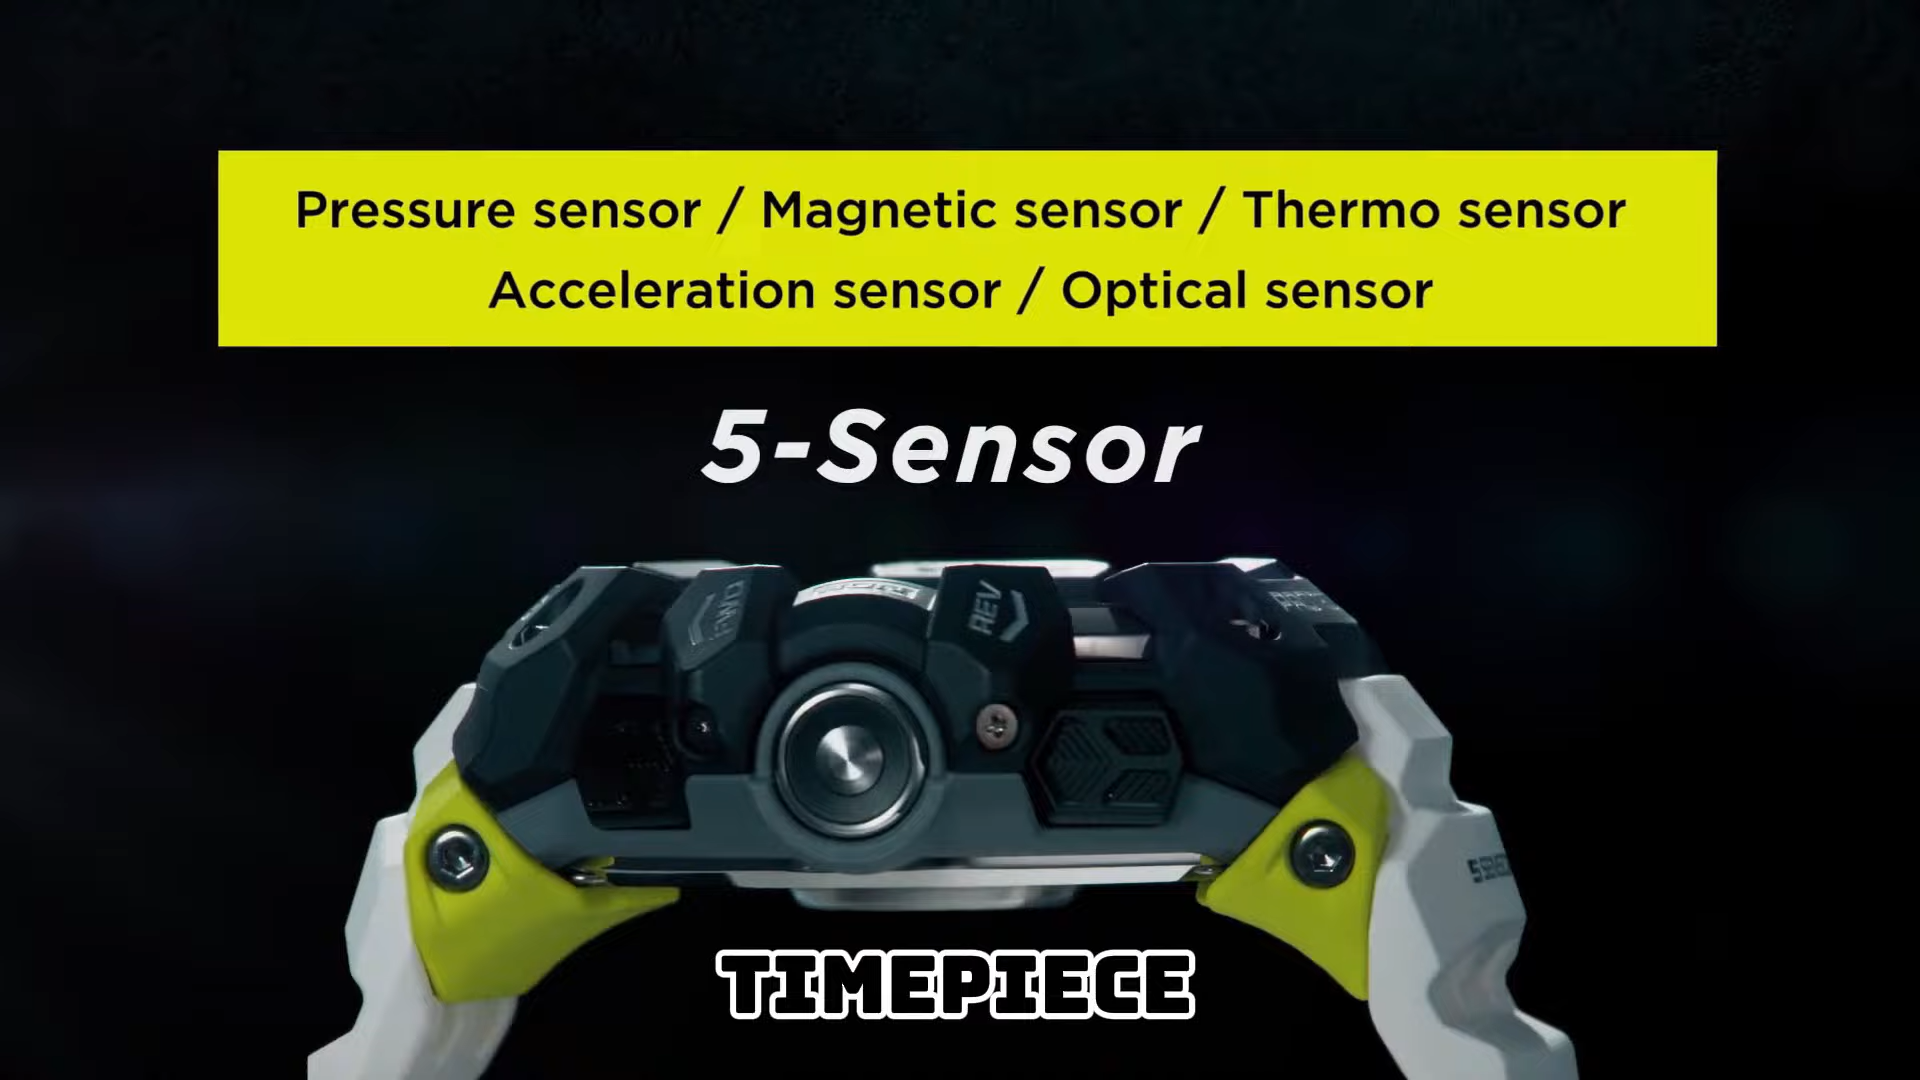 Pressure sensor / Magnetic sensor / Thermo sensor
Acceleration sensor / Optical sensor
5-Sensor
FWD
REV
TIMEPIECE